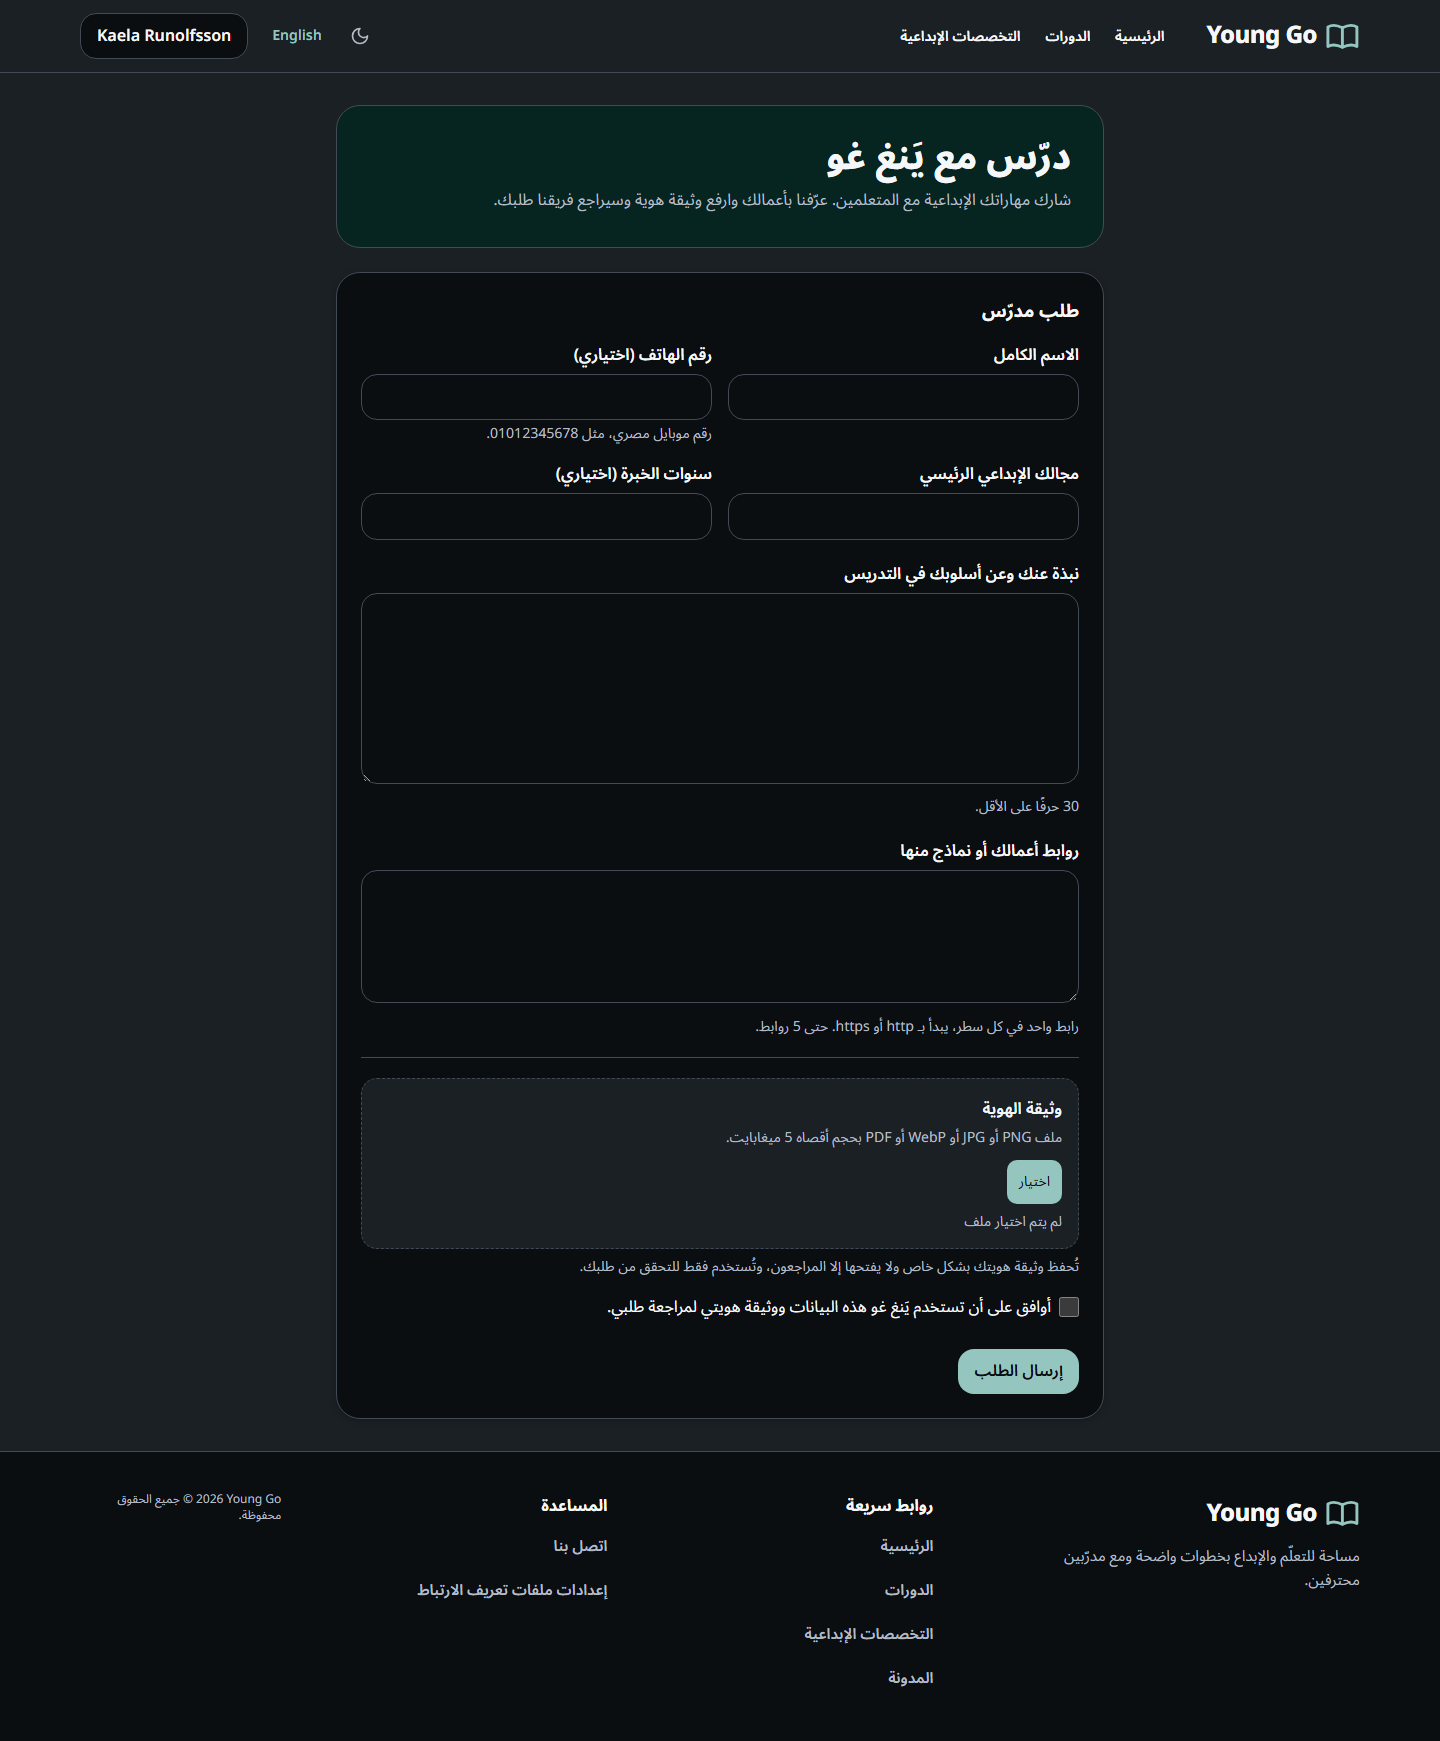 Young Go
الرئيسية
الدورات
التخصصات الإبداعية
English
Kaela Runolfsson
درّس مع يَنغ غو
شارك مهاراتك الإبداعية مع المتعلمين. عرّفنا بأعمالك وارفع وثيقة هوية وسيراجع فريقنا طلبك.
طلب مدرّس
الاسم الكامل
رقم الهاتف (اختياري)
رقم موبايل مصري، مثل 01012345678.
مجالك الإبداعي الرئيسي
سنوات الخبرة (اختياري)
نبذة عنك وعن أسلوبك في التدريس
30 حرفًا على الأقل.
روابط أعمالك أو نماذج منها
رابط واحد في كل سطر، يبدأ بـ http أو https. حتى 5 روابط.
وثيقة الهوية
ملف PNG أو JPG أو WebP أو PDF بحجم أقصاه 5 ميغابايت.
اختيار
لم يتم اختيار ملف
تُحفظ وثيقة هويتك بشكل خاص ولا يفتحها إلا المراجعون، وتُستخدم فقط للتحقق من طلبك.
أوافق على أن تستخدم يَنغ غو هذه البيانات ووثيقة هويتي لمراجعة طلبي.
إرسال الطلب
Young Go
مساحة للتعلّم والإبداع بخطوات واضحة ومع مدرّبين
محترفين.
روابط سريعة
الرئيسية
الدورات
التخصصات الإبداعية
المدونة
المساعدة
اتصل بنا
إعدادات ملفات تعريف الارتباط
Young Go 2026 © جميع الحقوق
محفوظة.